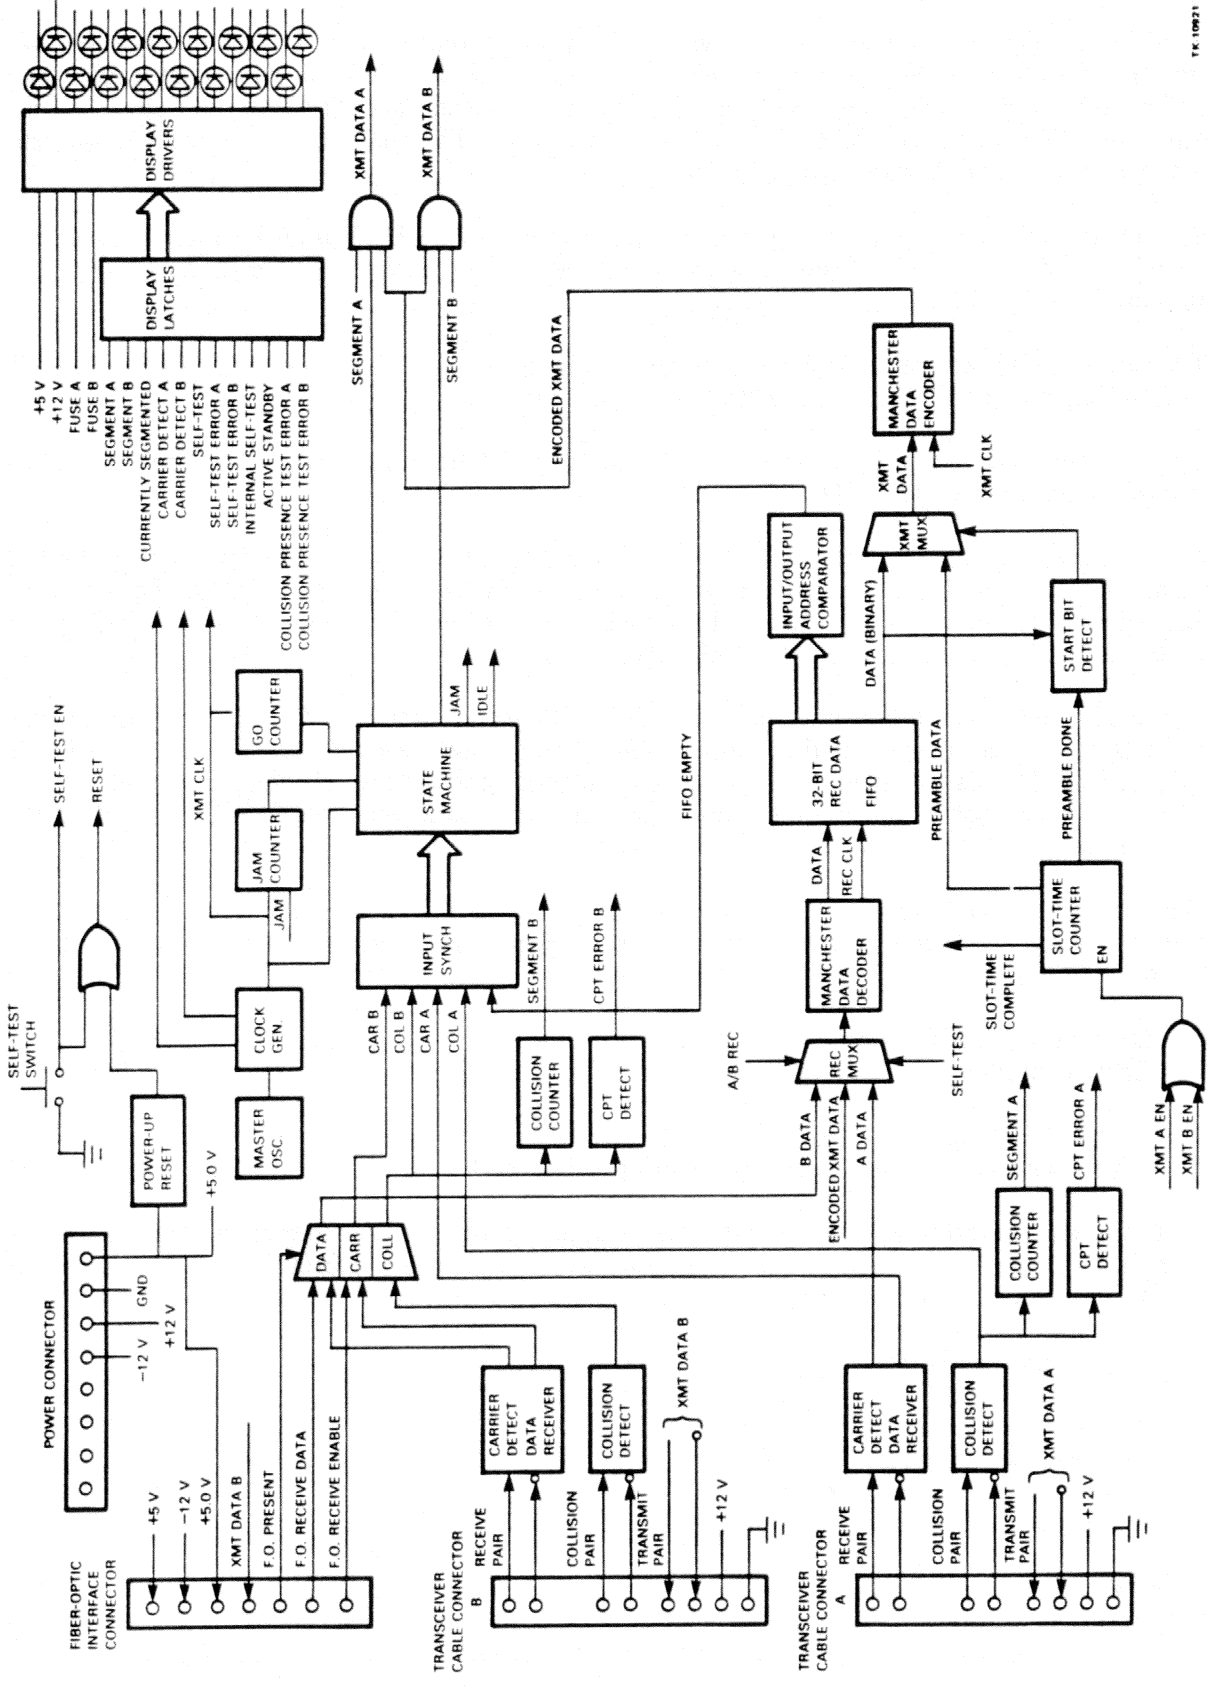 FIBER-OPTIC
INTERFACE
CONNECTOR
+5 V
-12 V
+5.0 V
XMT DATA B
F.O. PRESENT
F.O. RECEIVE DATA
F.O. RECEIVE ENABLE
POWER CONNECTOR
-12 V
+12 V
GND
+5.0 V
POWER-UP
RESET
SELF-TEST
SWITCH
SELF-TEST EN
RESET
MASTER
OSC.
CLOCK
GEN.
JAM
JAM
COUNTER
XMT CLK
GO
COUNTER
DATA
CARR
COLL
CAR B
COL B
CAR A
COL A
INPUT
SYNCH
STATE
MACHINE
JAM
IDLE
+5 V
+12 V
FUSE A
FUSE B
SEGMENT A
SEGMENT B
CURRENTLY SEGMENTED
CARRIER DETECT A
CARRIER DETECT B
SELF-TEST
SELF-TEST ERROR A
SELF-TEST ERROR B
INTERNAL SELF-TEST
ACTIVE STANDBY
COLLISION PRESENCE TEST ERROR A
COLLISION PRESENCE TEST ERROR B
DISPLAY
LATCHES
DISPLAY
DRIVERS
SEGMENT A
SEGMENT B
XMT DATA A
XMT DATA B
TRANSCEIVER
CABLE CONNECTOR
B
RECEIVE
PAIR
COLLISION
PAIR
TRANSMIT
PAIR
+12 V
CARRIER
DETECT
DATA
RECEIVER
COLLISION
DETECT
XMT DATA B
COLLISION
COUNTER
SEGMENT B
CPT
DETECT
CPT ERROR B
FIFO EMPTY
ENCODED XMT DATA
A/B REC
B DATA
ENCODED XMT DATA
A DATA
REC
MUX
SELF-TEST
MANCHESTER
DATA
DECODER
DATA
REC CLK
32-BIT
REC DATA
FIFO
INPUT/OUTPUT
ADDRESS
COMPARATOR
DATA (BINARY)
PREAMBLE DATA
XMT
MUX
XMT
DATA
XMT CLK
MANCHESTER
DATA
ENCODER
TRANSCEIVER
CABLE CONNECTOR
A
RECEIVE
PAIR
COLLISION
PAIR
TRANSMIT
PAIR
+12 V
CARRIER
DETECT
DATA
RECEIVER
COLLISION
DETECT
XMT DATA A
COLLISION
COUNTER
SEGMENT A
CPT
DETECT
CPT ERROR A
XMT A EN
XMT B EN
SLOT-TIME
COMPLETE
SLOT-TIME
COUNTER
EN
PREAMBLE DONE
START BIT
DETECT
TK 10821